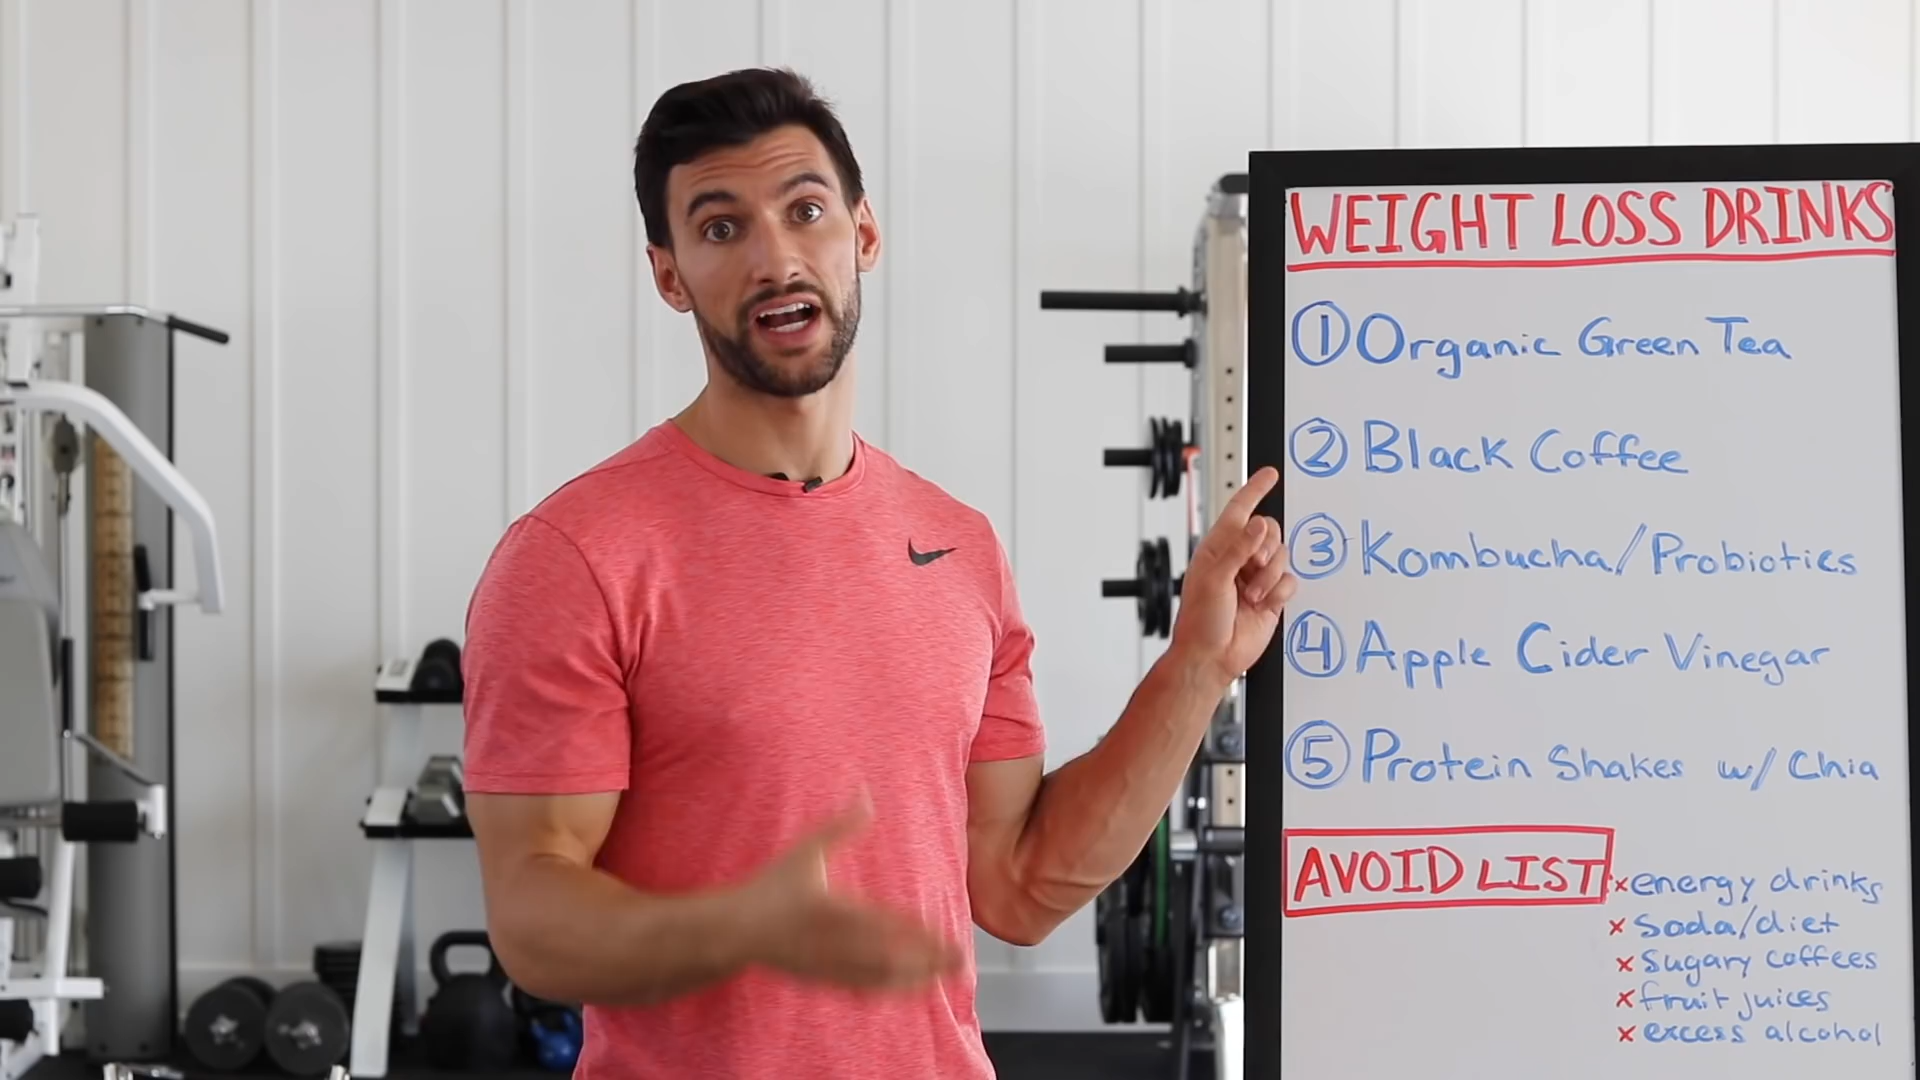 WEIGHT LOSS DRINKS
1 Organic Green Tea
2 Black Coffee
3 Kombucha/Probiotics
4 Apple Cider Vinegar
5 Protein Shakes w/ Chia
AVOID LIST
x energy drinks
x soda/diet
x sugary coffees
x fruit juices
x excess alcohol